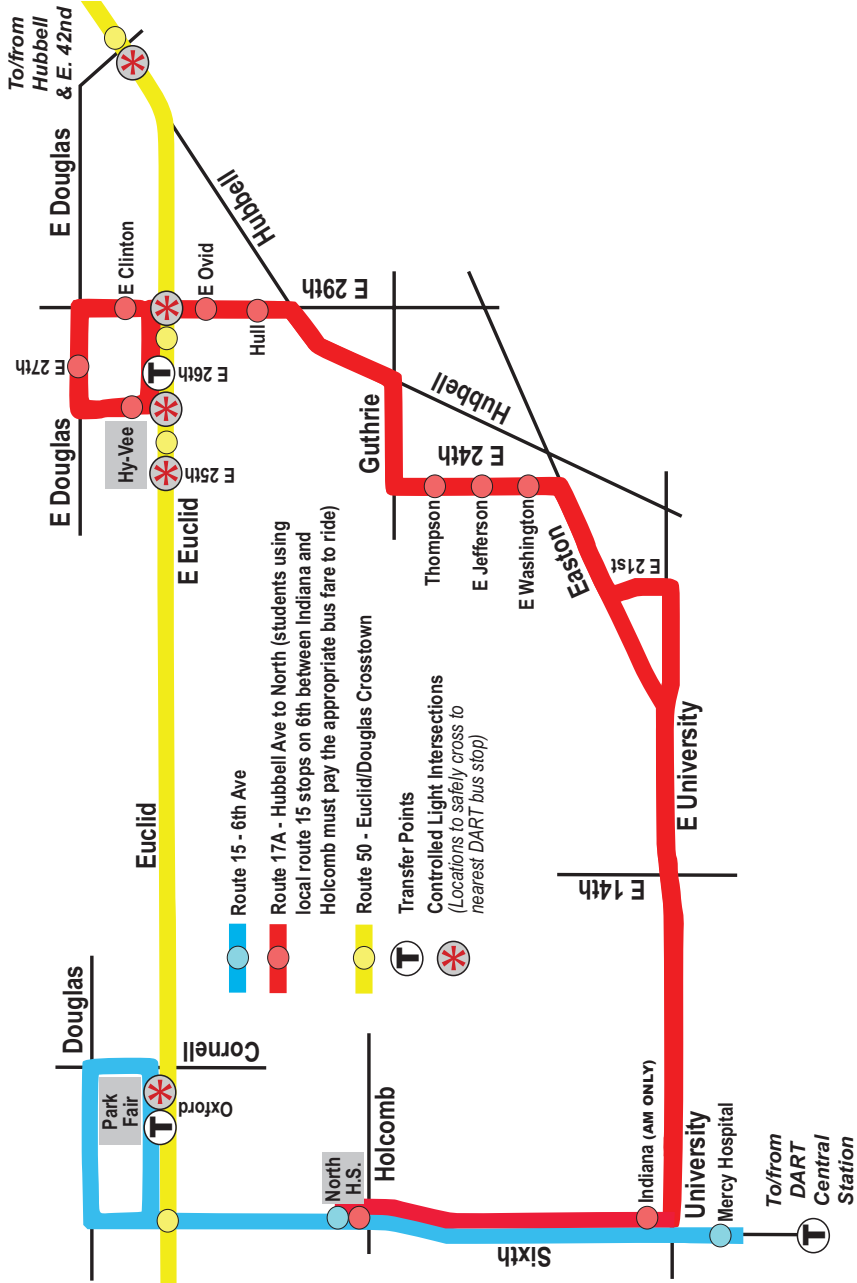 To/from
Hubbell
& E. 42nd
E Douglas
E Clinton
E Ovid
Hull
E 29th
Hubbell
E 27th
T
E 26th
E Douglas
Hy-Vee
E 25th
E Euclid
Guthrie
Hubbell
E 24th
Thompson
E Jefferson
E Washington
Easton
E 21st
Euclid
Route 15 - 6th Ave
Route 17A - Hubbell Ave to North (students using
local route 15 stops on 6th between Indiana and
Holcomb must pay the appropriate bus fare to ride)
Route 50 - Euclid/Douglas Crosstown
T
Transfer Points
Controlled Light Intersections
(Locations to safely cross to
nearest DART bus stop)
E University
E 14th
Douglas
Cornell
Park
Fair
T
Oxford
North
H.S.
Holcomb
Indiana (AM ONLY)
University
Sixth
Mercy Hospital
To/from
DART
Central
Station
T